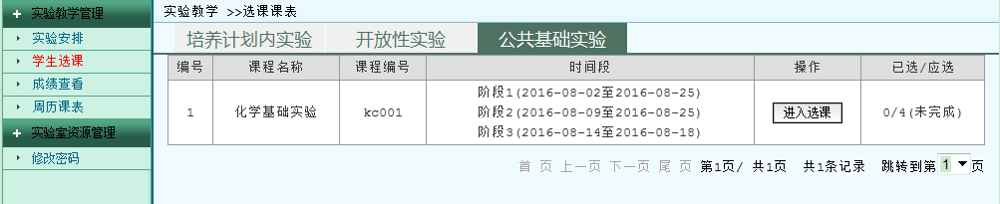 实验教学管理
实验安排
学生选课
成绩查看
周历课表
实验室资源管理
修改密码
实验教学 >>选课课表
培养计划内实验 开放性实验 公共基础实验
编号 课程名称 课程编号 时间段 操作 已选/应选
1 化学基础实验 kc001 阶段1(2016-08-02至2016-08-25) 进入选课 0/4(未完成)
阶段2(2016-08-09至2016-08-25)
阶段3(2016-08-14至2016-08-18)
首 页 上一页 下一页 尾 页 第1页/ 共1页 共1条记录 跳转到第1页